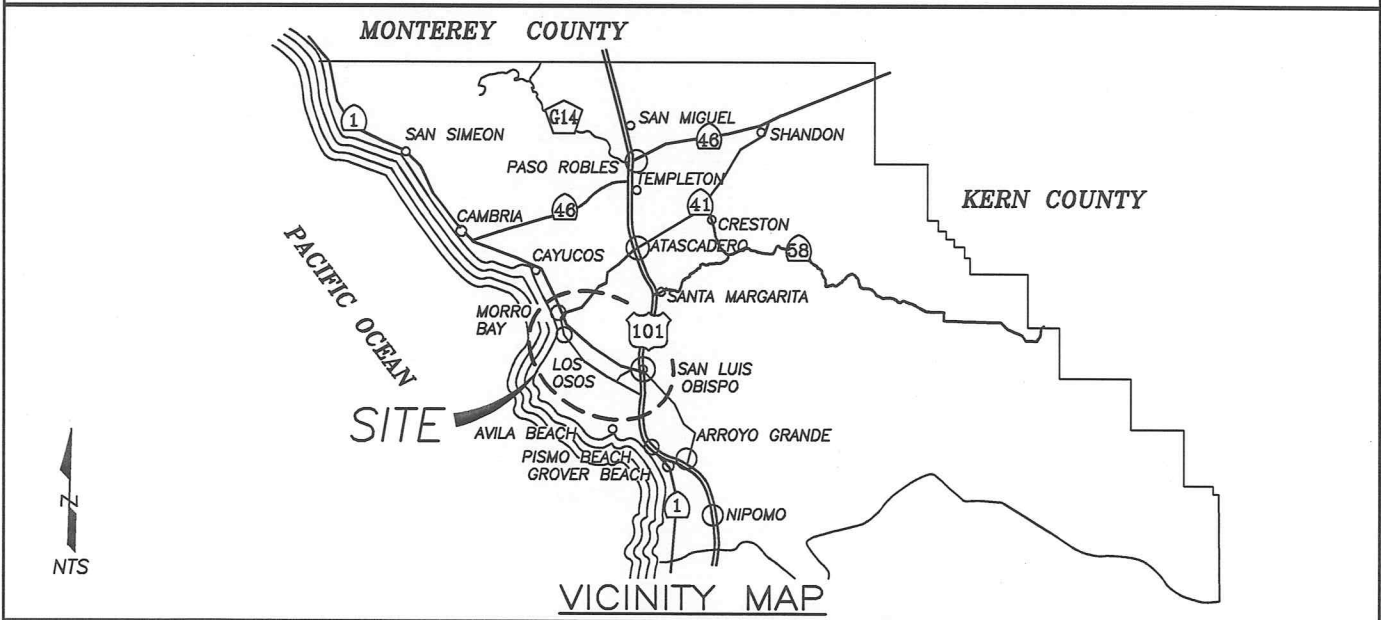 MONTEREY COUNTY
1
SAN SIMEON
G14
SAN MIGUEL
46
SHANDON
PASO ROBLES
TEMPLETON
KERN COUNTY
CAMBRIA
46
41
CRESTON
PACIFIC OCEAN
CAYUCOS
ATASCADERO
58
SANTA MARGARITA
MORRO
BAY
101
LOS
OSOS
SAN LUIS
OBISPO
SITE
AVILA BEACH
ARROYO GRANDE
PISMO BEACH
GROVER BEACH
1
NIPOMO
N
NTS
VICINITY MAP